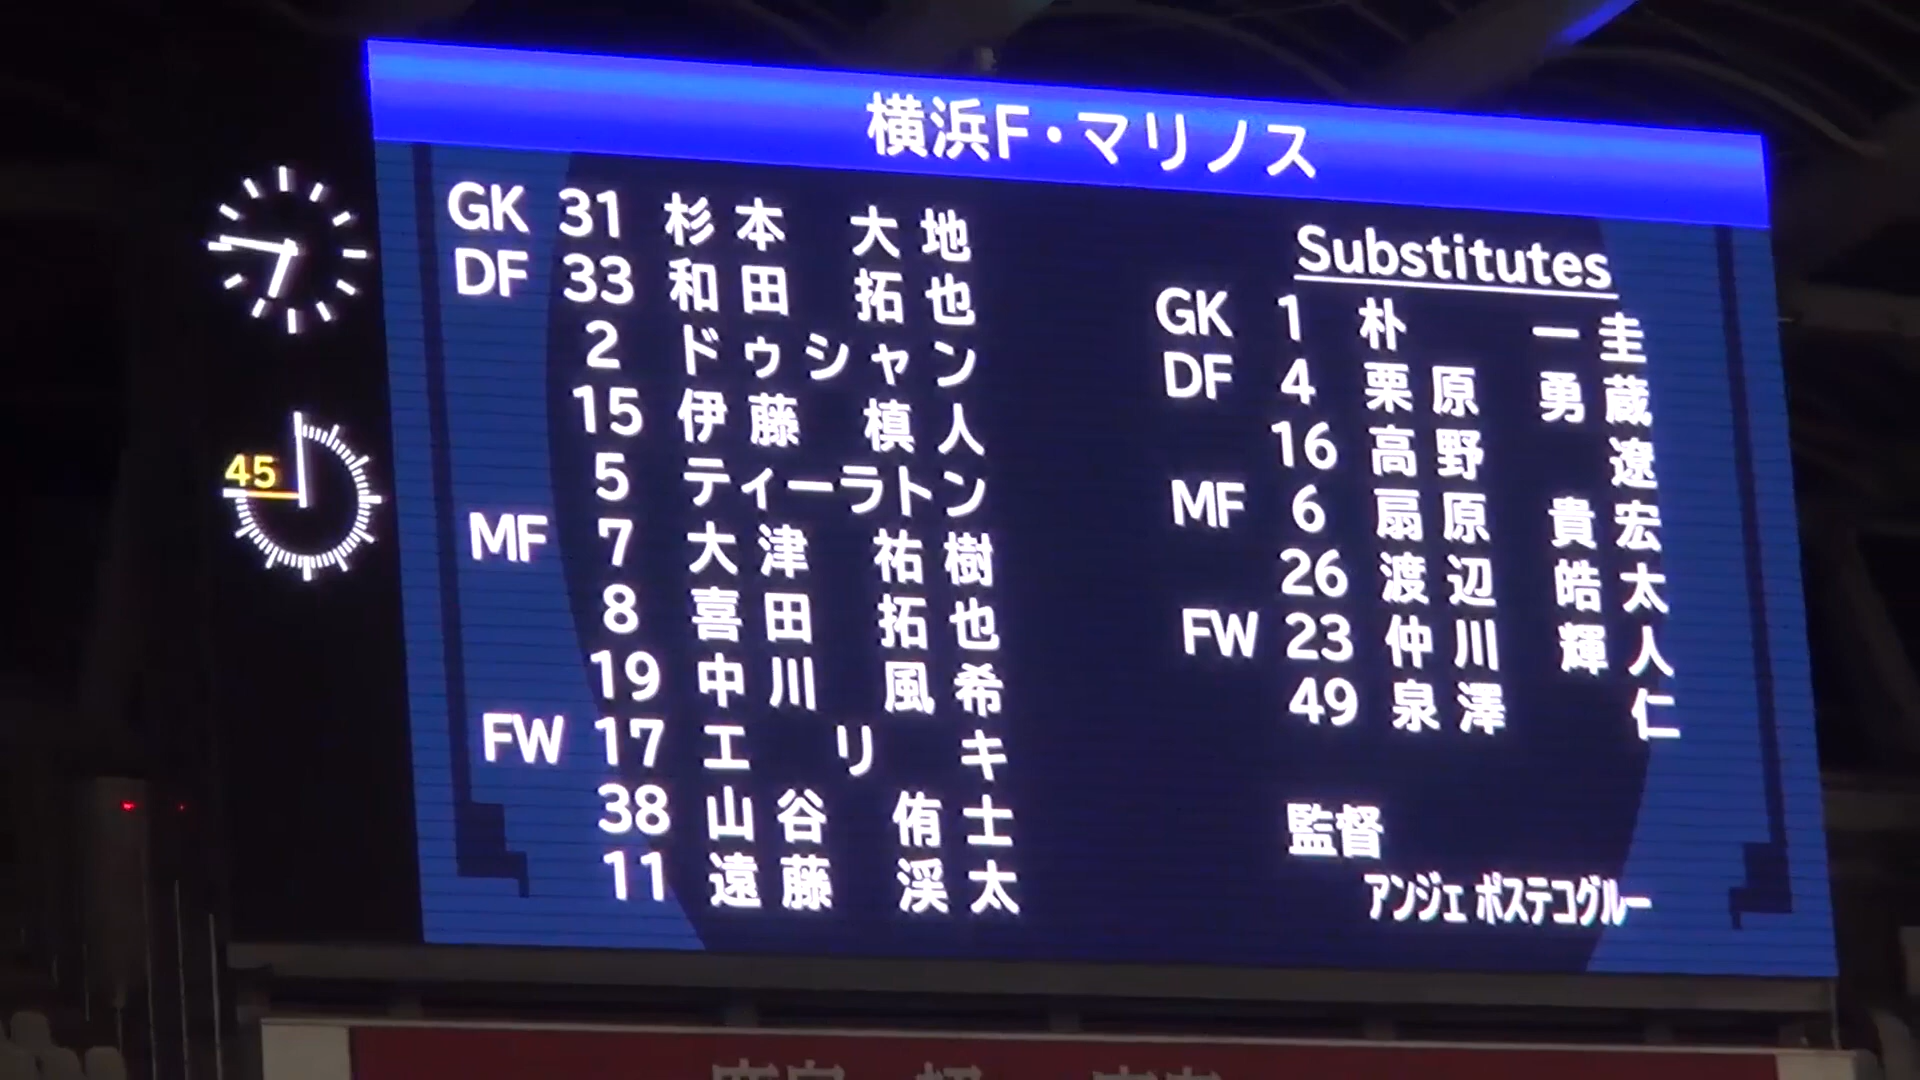 横浜F・マリノス
GK 31 杉本 大地
DF 33 和田 拓也
2 ドゥシャン
15 伊藤 槙人
5 ティーラトン
MF 7 大津 祐樹
8 喜田 拓也
19 中川 風希
FW 17 エリキ
38 山谷 侑士
11 遠藤 渓太
Substitutes
GK 1 朴 一圭
DF 4 栗原 勇蔵
16 高野 遼
MF 6 扇原 貴宏
26 渡辺 皓太
FW 23 仲川 輝人
49 泉澤 仁
監督
アンジェ ポステコグルー
45